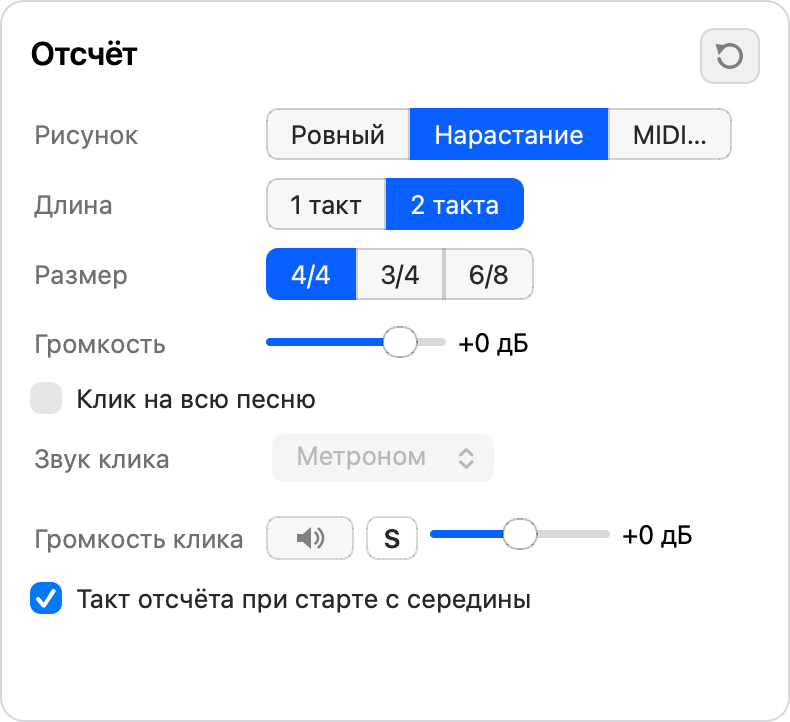 Отсчёт
Рисунок Ровный Нарастание MIDI...
Длина 1 такт 2 такта
Размер 4/4 3/4 6/8
Громкость +0 дБ
Клик на всю песню
Звук клика Метроном
Громкость клика S +0 дБ
Такт отсчёта при старте с середины